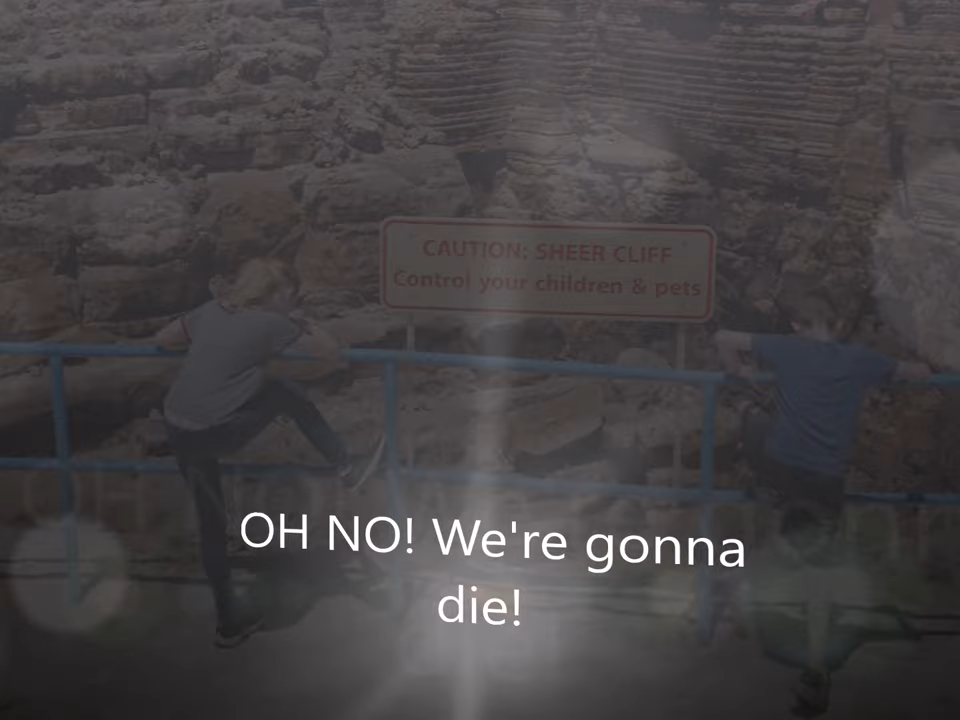 CAUTION: SHEER CLIFF
Control your children & pets
OH NO! We're gonna
die!